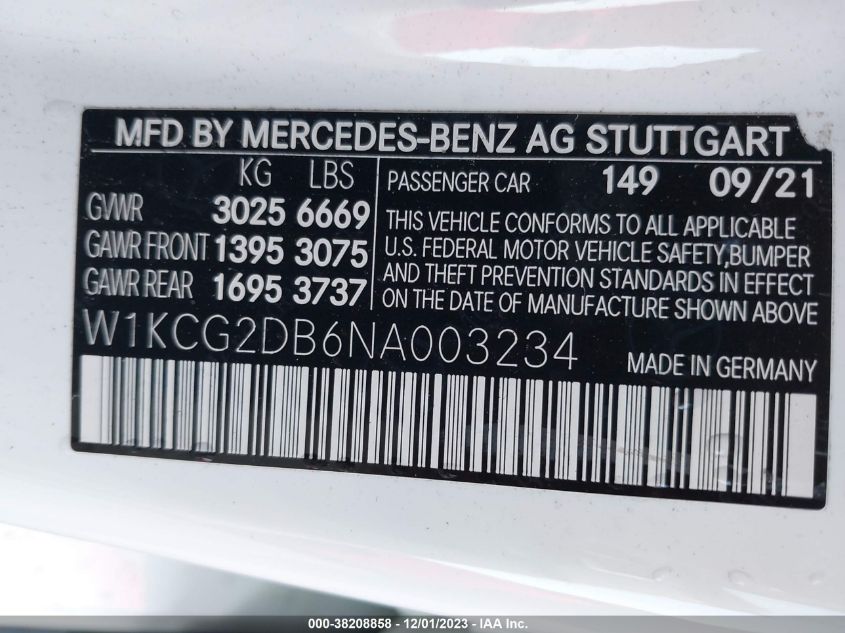 MFD BY MERCEDES-BENZ AG STUTTGART
KG LBS
GVWR 3025 6669
GAWR FRONT 1395 3075
GAWR REAR 1695 3737
PASSENGER CAR 149 09/21
THIS VEHICLE CONFORMS TO ALL APPLICABLE
U.S. FEDERAL MOTOR VEHICLE SAFETY,BUMPER
AND THEFT PREVENTION STANDARDS IN EFFECT
ON THE DATE OF MANUFACTURE SHOWN ABOVE
W1KCG2DB6NA003234
MADE IN GERMANY
000-38208858 - 12/01/2023 - IAA Inc.